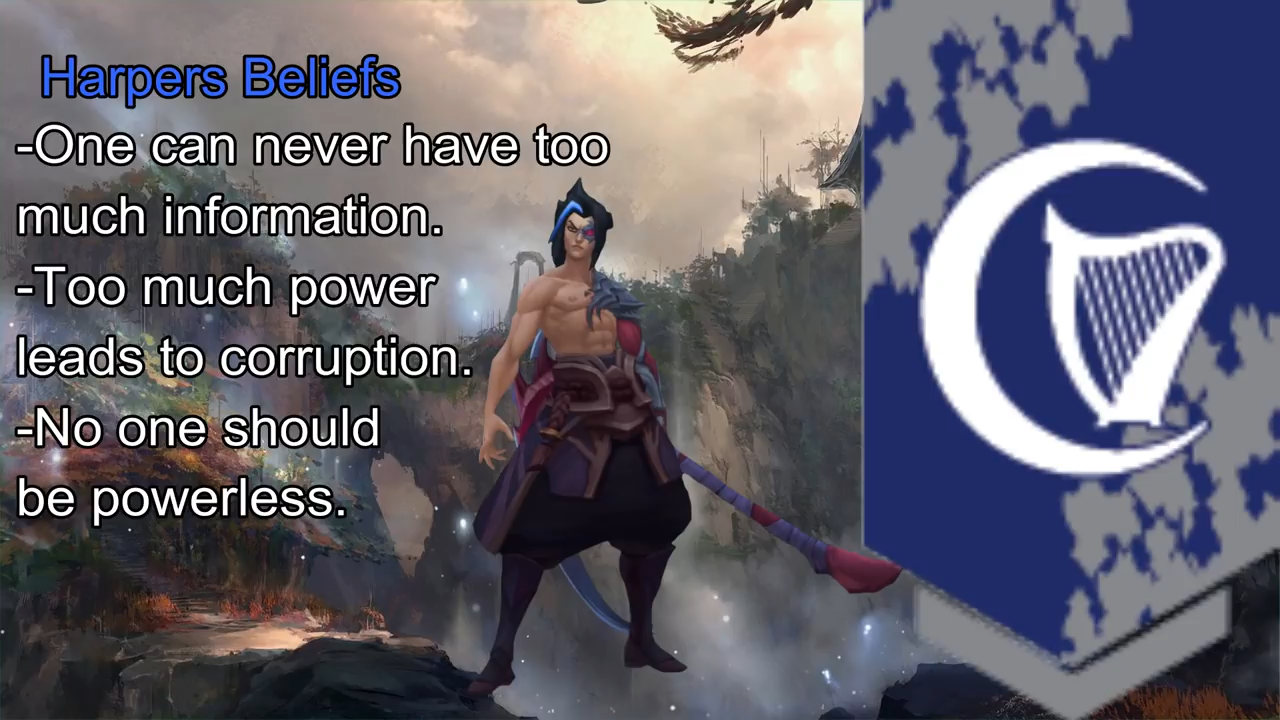 Harpers Beliefs
-One can never have too
much information.
-Too much power
leads to corruption.
-No one should
be powerless.